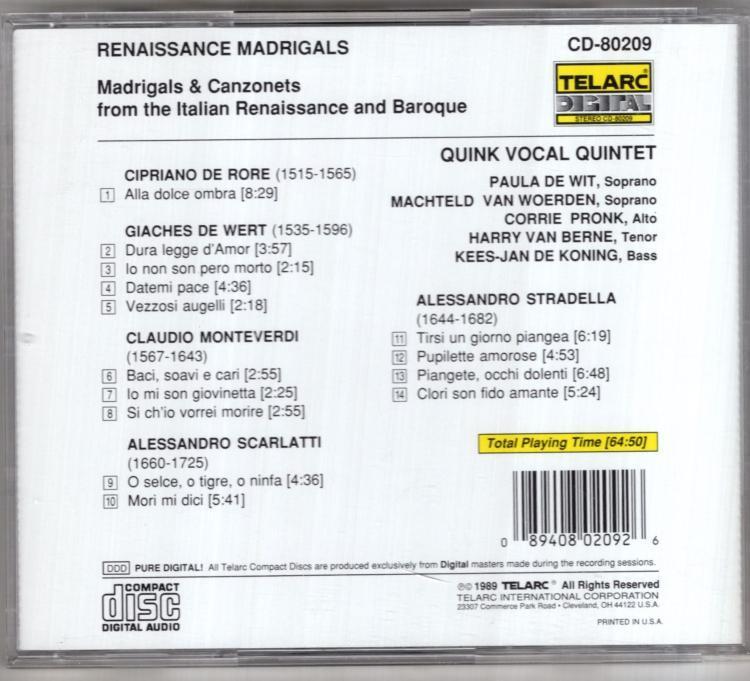 RENAISSANCE MADRIGALS
CD-80209
Madrigals & Canzonets
from the Italian Renaissance and Baroque
TELARC®
DIGITAL
STEREO CD-80209
CIPRIANO DE RORE (1515-1565)
1 Alla dolce ombra [8:29]
GIACHES DE WERT (1535-1596)
2 Dura legge d'Amor [3:57]
3 Io non son pero morto [2:15]
4 Datemi pace [4:36]
5 Vezzosi augelli [2:18]
CLAUDIO MONTEVERDI
(1567-1643)
6 Baci, soavi e cari [2:55]
7 Io mi son giovinetta [2:25]
8 Si ch'io vorrei morire [2:55]
ALESSANDRO SCARLATTI
(1660-1725)
9 O selce, o tigre, o ninfa [4:36]
10 Mori mi dici [5:41]
QUINK VOCAL QUINTET
PAULA DE WIT, Soprano
MACHTELD VAN WOERDEN, Soprano
CORRIE PRONK, Alto
HARRY VAN BERNE, Tenor
KEES-JAN DE KONING, Bass
ALESSANDRO STRADELLA
(1644-1682)
11 Tirsi un giorno piangea [6:19]
12 Pupilette amorose [4:53]
13 Piangete, occhi dolenti [6:48]
14 Clori son fido amante [5:24]
Total Playing Time [64:50]
0 89408 02092 6
DDD PURE DIGITAL! All Telarc Compact Discs are produced exclusively from Digital masters made during the recording sessions.
COMPACT
disc
DIGITAL AUDIO
℗© 1989 TELARC® All Rights Reserved
TELARC INTERNATIONAL CORPORATION
23307 Commerce Park Road • Cleveland, OH 44122 U.S.A.
PRINTED IN U.S.A.